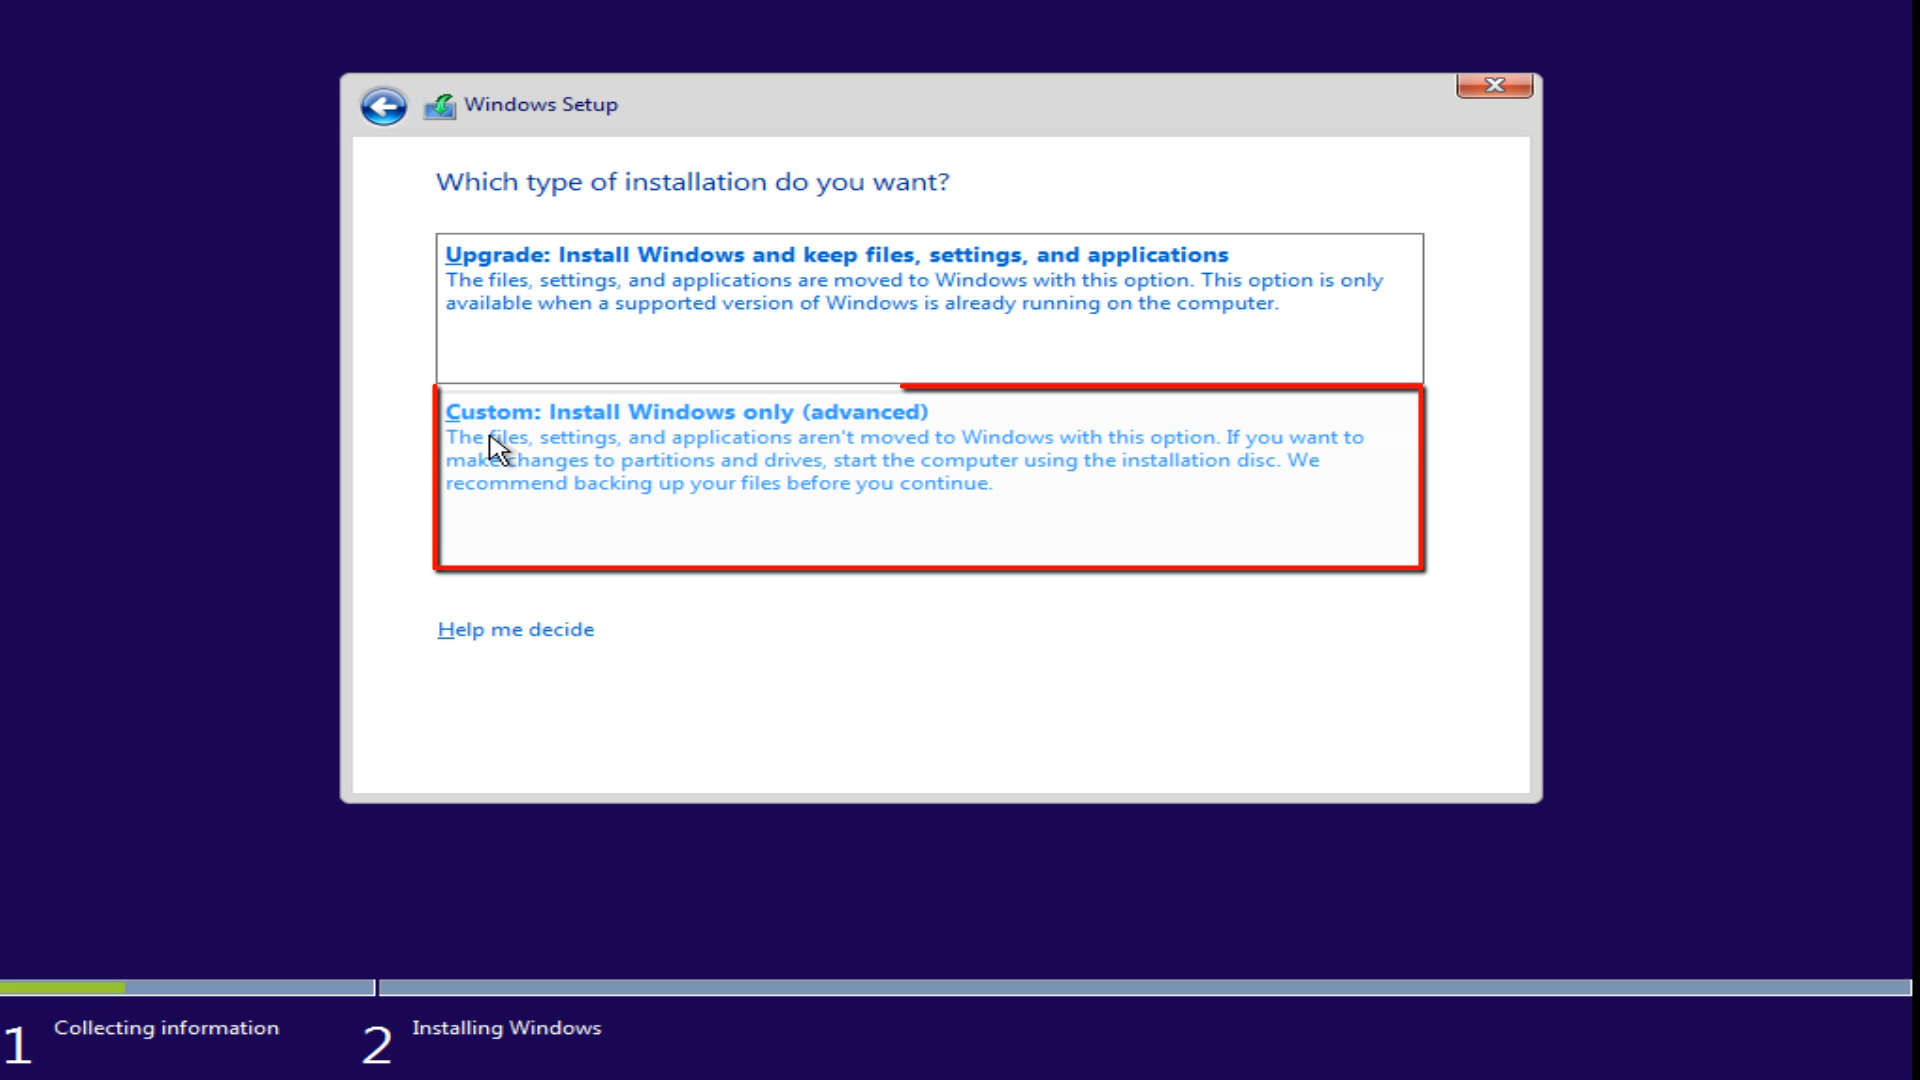 Windows Setup
Which type of installation do you want?
Upgrade: Install Windows and keep files, settings, and applications
The files, settings, and applications are moved to Windows with this option. This option is only
available when a supported version of Windows is already running on the computer.
Custom: Install Windows only (advanced)
The files, settings, and applications aren't moved to Windows with this option. If you want to
make changes to partitions and drives, start the computer using the installation disc. We
recommend backing up your files before you continue.
Help me decide
1 Collecting information
2 Installing Windows